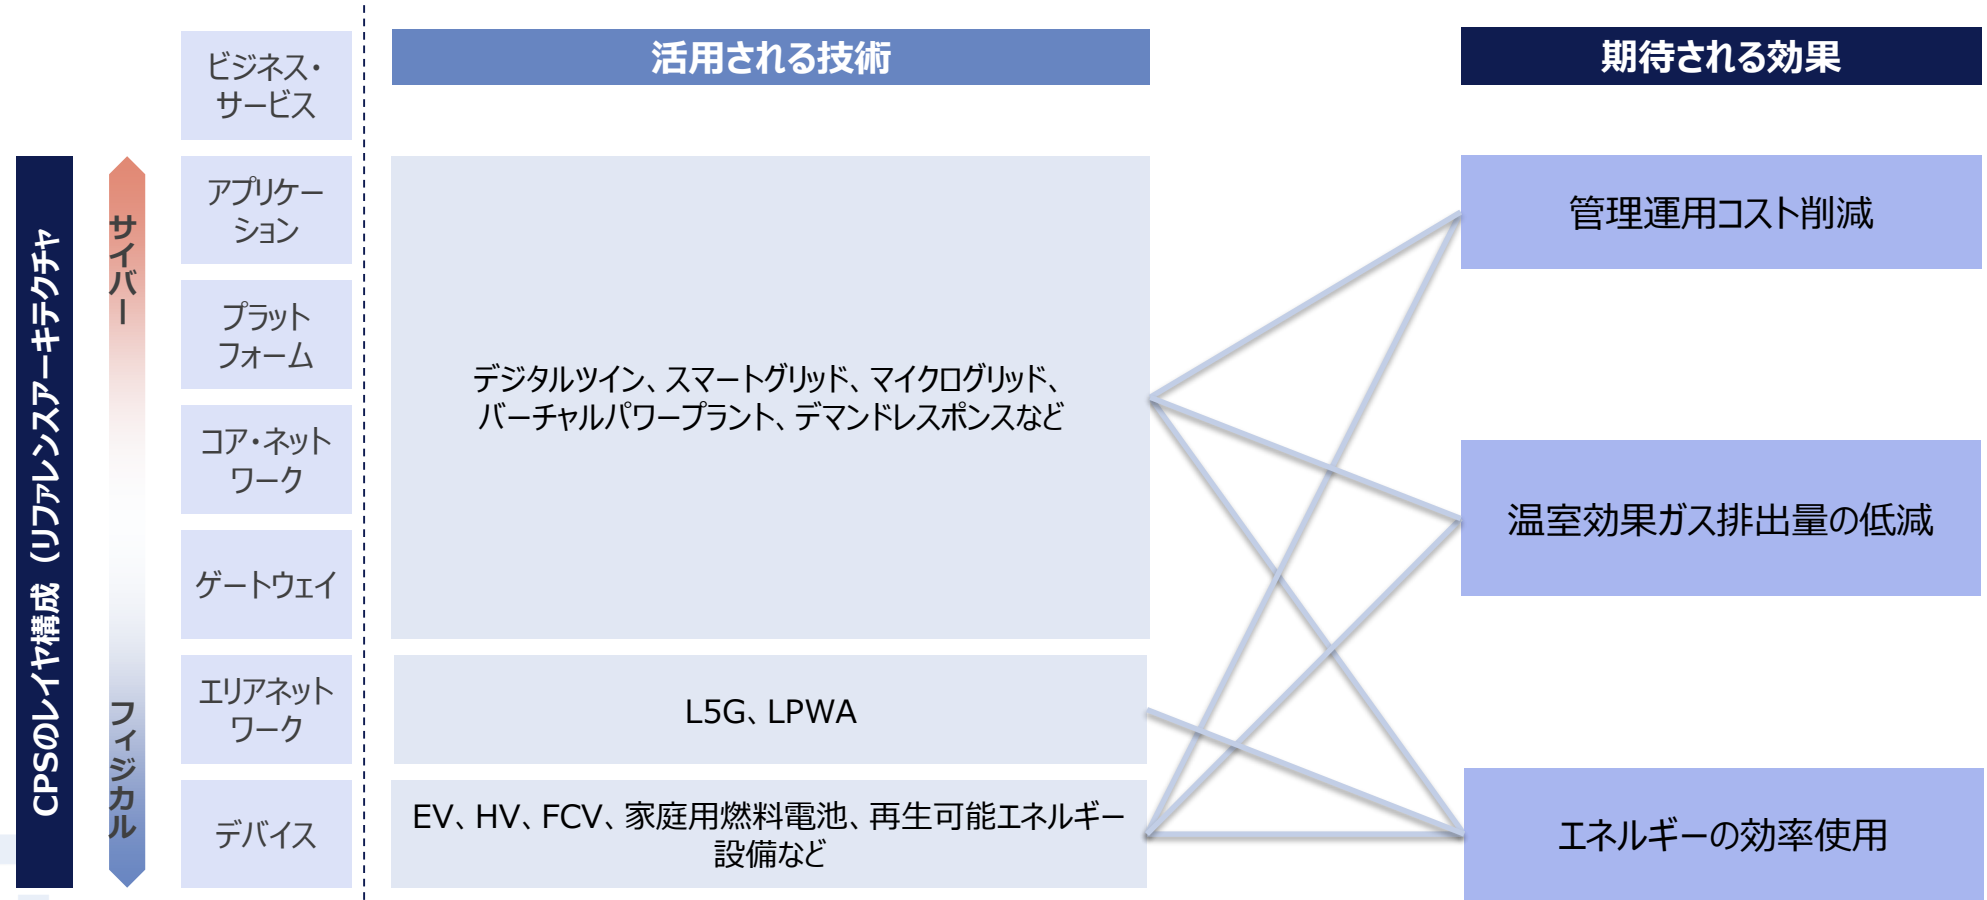 CPSのレイヤ構成（リファレンスアーキテクチャ
サイバー
フィジカル
ビジネス・
サービス
アプリケー
ション
プラット
フォーム
コア・ネット
ワーク
ゲートウェイ
エリアネット
ワーク
デバイス
活用される技術
デジタルツイン、スマートグリッド、マイクログリッド、
バーチャルパワープラント、デマンドレスポンスなど
L5G、LPWA
EV、HV、FCV、家庭用燃料電池、再生可能エネルギー
設備など
期待される効果
管理運用コスト削減
温室効果ガス排出量の低減
エネルギーの効率使用